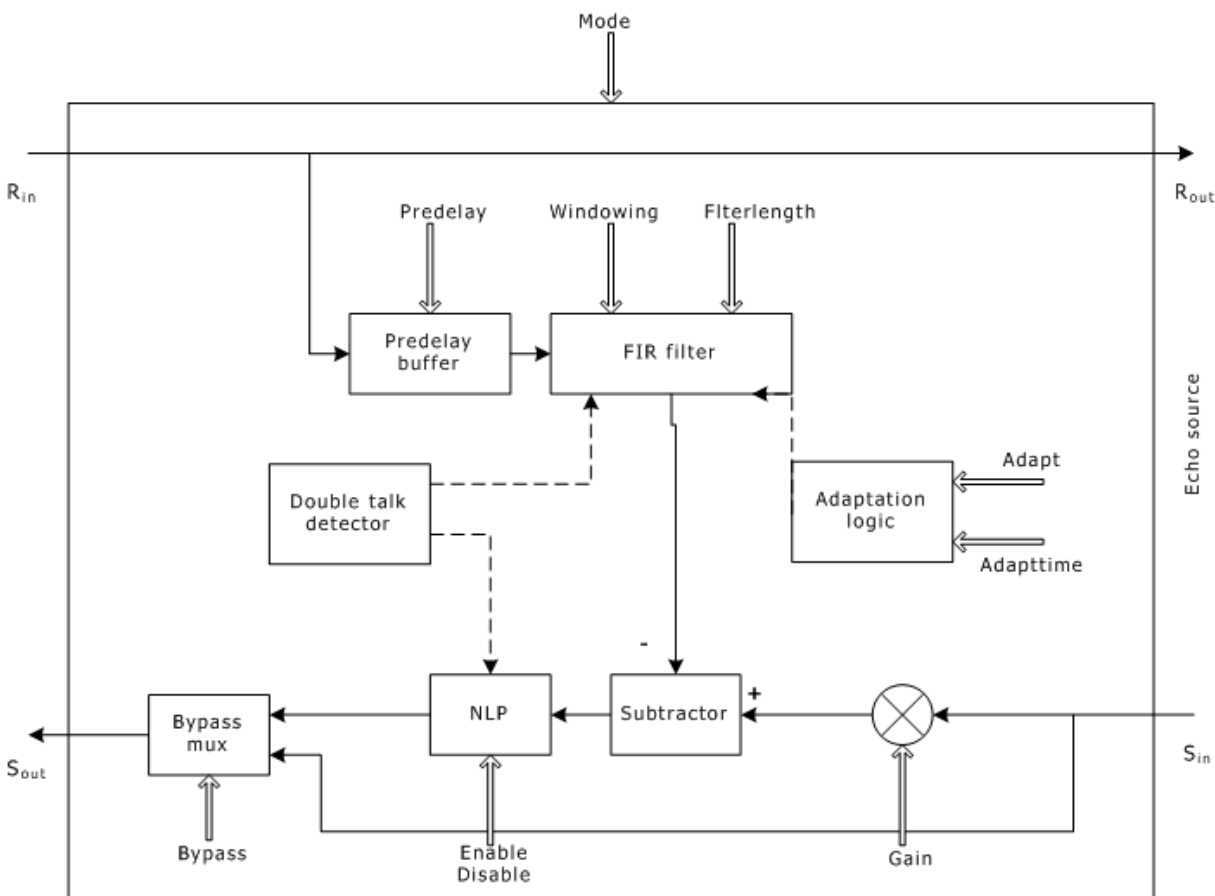 Mode
Rin
Rout
Predelay
Windowing
Flterlength
Predelay
buffer
FIR filter
Echo source
Double talk
detector
Adaptation
logic
Adapt
Adapttime
-
+
Bypass
mux
NLP
Subtractor
Sout
Sin
Bypass
Enable
Disable
Gain